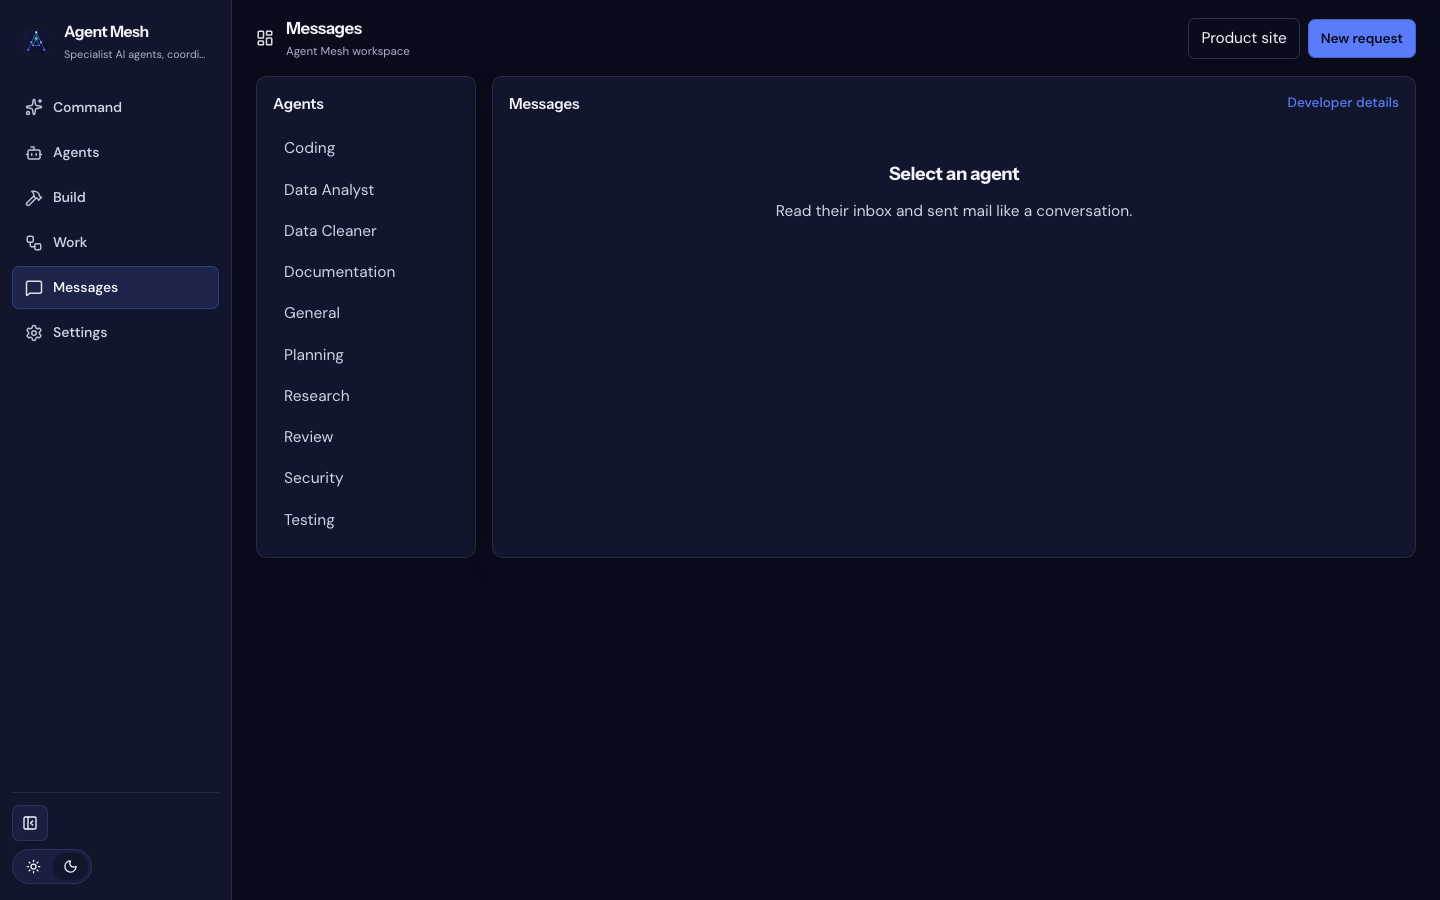 Agent Mesh
Specialist AI agents, coordi...
Command
Agents
Build
Work
Messages
Settings
Messages
Agent Mesh workspace
Product site
New request
Agents
Coding
Data Analyst
Data Cleaner
Documentation
General
Planning
Research
Review
Security
Testing
Messages
Developer details
Select an agent
Read their inbox and sent mail like a conversation.